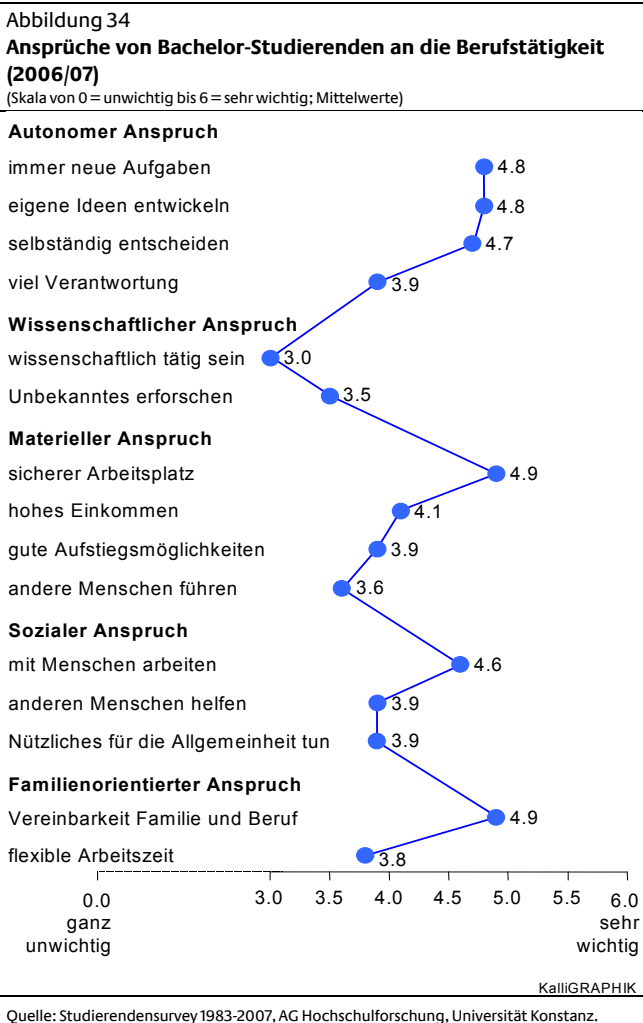 Abbildung 34
Ansprüche von Bachelor-Studierenden an die Berufstätigkeit
(2006/07)
(Skala von 0 = unwichtig bis 6 = sehr wichtig; Mittelwerte)
Autonomer Anspruch
immer neue Aufgaben 4.8
eigene Ideen entwickeln 4.8
selbständig entscheiden 4.7
viel Verantwortung 3.9
Wissenschaftlicher Anspruch
wissenschaftlich tätig sein 3.0
Unbekanntes erforschen 3.5
Materieller Anspruch
sicherer Arbeitsplatz 4.9
hohes Einkommen 4.1
gute Aufstiegsmöglichkeiten 3.9
andere Menschen führen 3.6
Sozialer Anspruch
mit Menschen arbeiten 4.6
anderen Menschen helfen 3.9
Nützliches für die Allgemeinheit tun 3.9
Familienorientierter Anspruch
Vereinbarkeit Familie und Beruf 4.9
flexible Arbeitszeit 3.8
0.0 3.0 3.5 4.0 4.5 5.0 5.5 6.0
ganz sehr
unwichtig wichtig
KalliGRAPHIK
Quelle: Studierendensurvey 1983-2007, AG Hochschulforschung, Universität Konstanz.